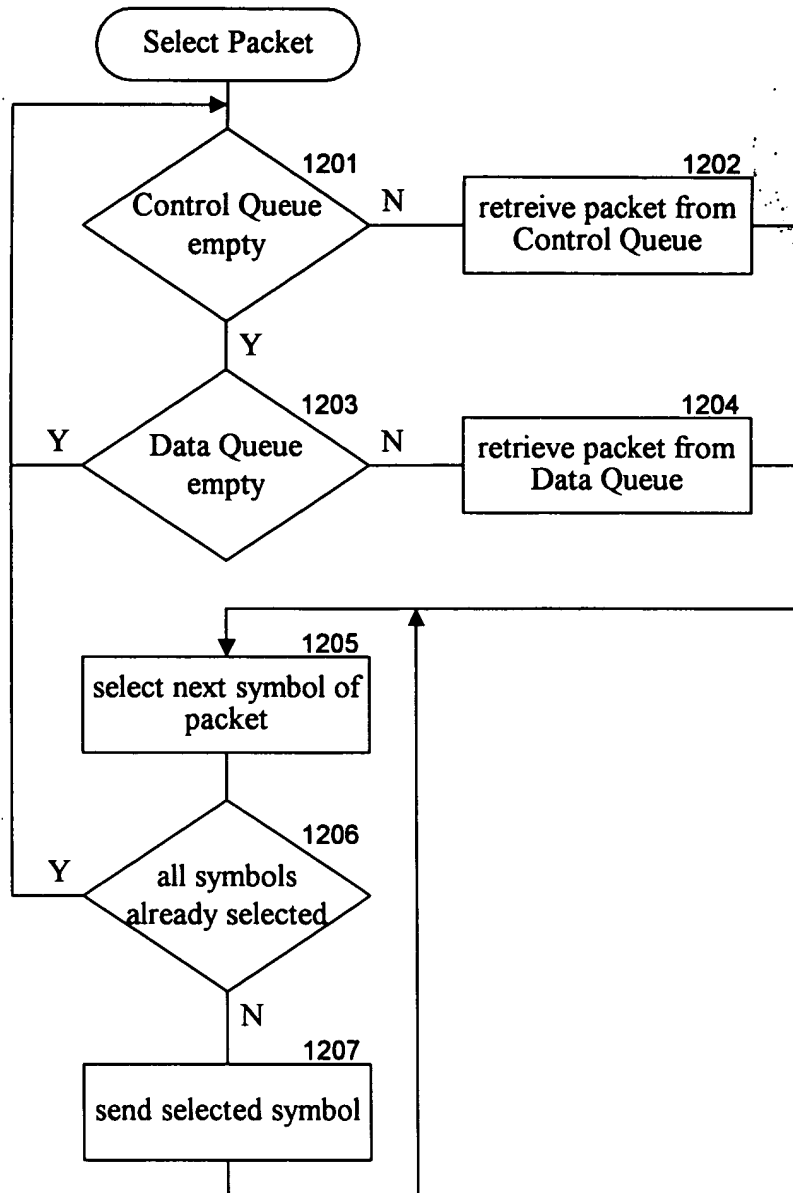 Select Packet
1201
Control Queue
empty
N
1202
retreive packet from
Control Queue
Y
1203
Data Queue
empty
Y
N
1204
retrieve packet from
Data Queue
1205
select next symbol of
packet
1206
all symbols
already selected
Y
N
1207
send selected symbol